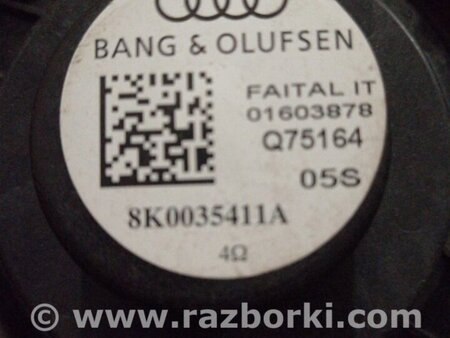 BANG & OLUFSEN
FAITAL IT
01603878
Q75164
05S
8K0035411A
4Ω
© www.razborki.com